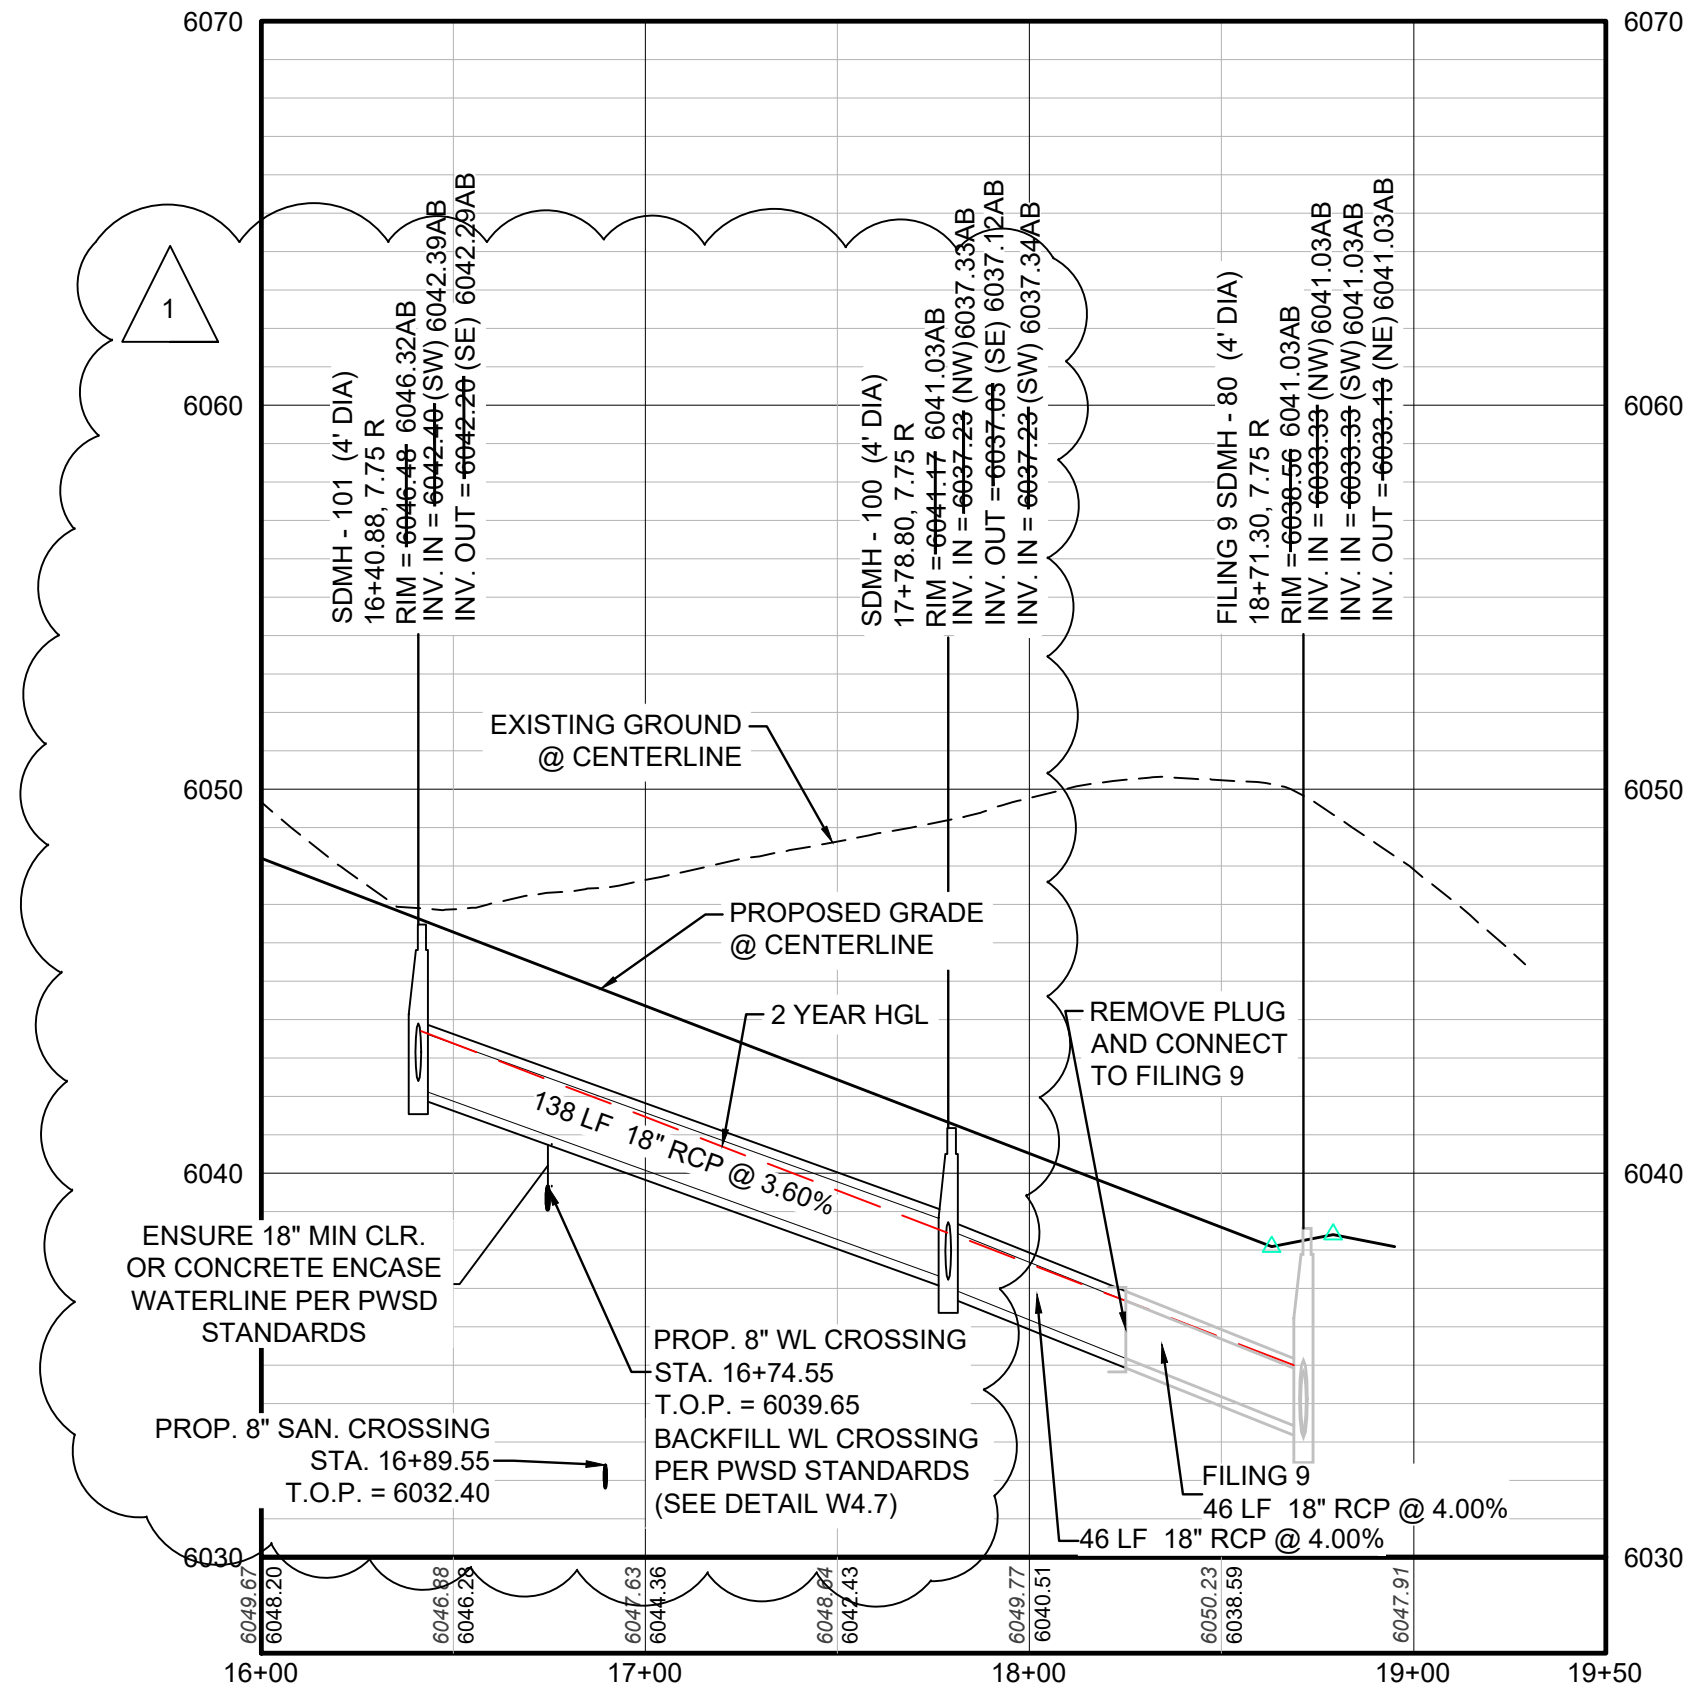 6070
6070
1
SDMH - 101 (4' DIA)
16+40.88, 7.75 R
RIM = 6046.48 6046.32AB
INV. IN = 6042.40 (SW) 6042.39AB
INV. OUT = 6042.20 (SE) 6042.29AB
SDMH - 100 (4' DIA)
17+78.80, 7.75 R
RIM = 6041.17 6041.03AB
INV. IN = 6037.23 (NW) 6037.33AB
INV. OUT = 6037.03 (SE) 6037.12AB
INV. IN = 6037.23 (SW) 6037.34AB
FILING 9 SDMH - 80 (4' DIA)
18+71.30, 7.75 R
RIM = 6038.56 6041.03AB
INV. IN = 6033.33 (NW) 6041.03AB
INV. IN = 6033.33 (SW) 6041.03AB
INV. OUT = 6033.13 (NE) 6041.03AB
6060
6060
EXISTING GROUND
@ CENTERLINE
6050
6050
PROPOSED GRADE
@ CENTERLINE
2 YEAR HGL
REMOVE PLUG
AND CONNECT
TO FILING 9
138 LF 18" RCP @ 3.60%
6040
6040
ENSURE 18" MIN CLR.
OR CONCRETE ENCASE
WATERLINE PER PWSD
STANDARDS
PROP. 8" WL CROSSING
STA. 16+74.55
T.O.P. = 6039.65
BACKFILL WL CROSSING
PER PWSD STANDARDS
(SEE DETAIL W4.7)
PROP. 8" SAN. CROSSING
STA. 16+89.55
T.O.P. = 6032.40
FILING 9
46 LF 18" RCP @ 4.00%
46 LF 18" RCP @ 4.00%
6030
6030
6049.67
6048.20
6046.88
6046.28
6047.63
6044.36
6048.64
6042.43
6049.77
6040.51
6050.23
6038.59
6047.91
16+00
17+00
18+00
19+00
19+50